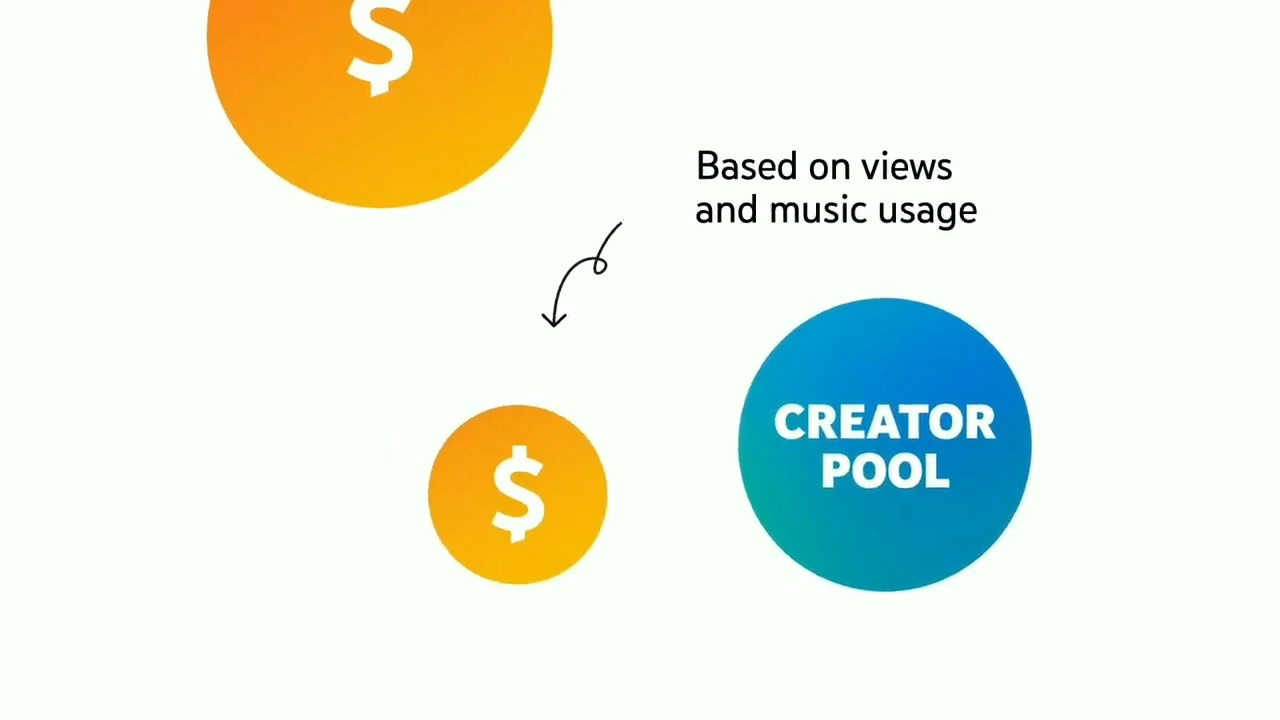 $
Based on views
and music usage
CREATOR
POOL
$